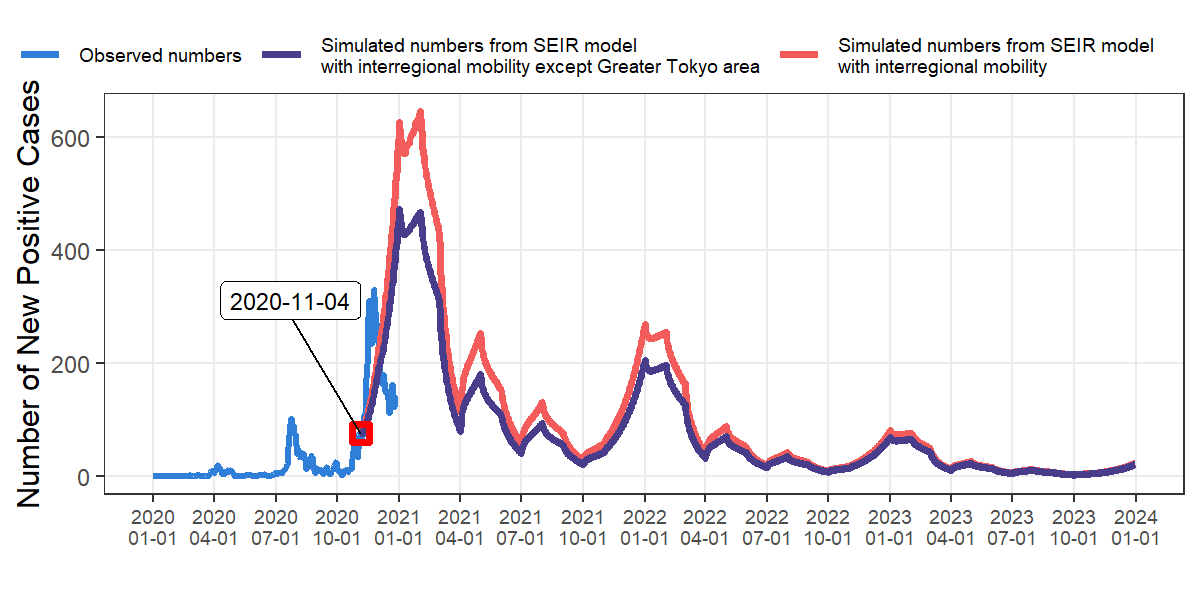 Observed numbers
Simulated numbers from SEIR model
with interregional mobility except Greater Tokyo area
Simulated numbers from SEIR model
with interregional mobility
Number of New Positive Cases
600
400
200
0
2020-11-04
2020 2020 2020 2020 2021 2021 2021 2021 2022 2022 2022 2022 2023 2023 2023 2023 2024
01-01 04-01 07-01 10-01 01-01 04-01 07-01 10-01 01-01 04-01 07-01 10-01 01-01 04-01 07-01 10-01 01-01